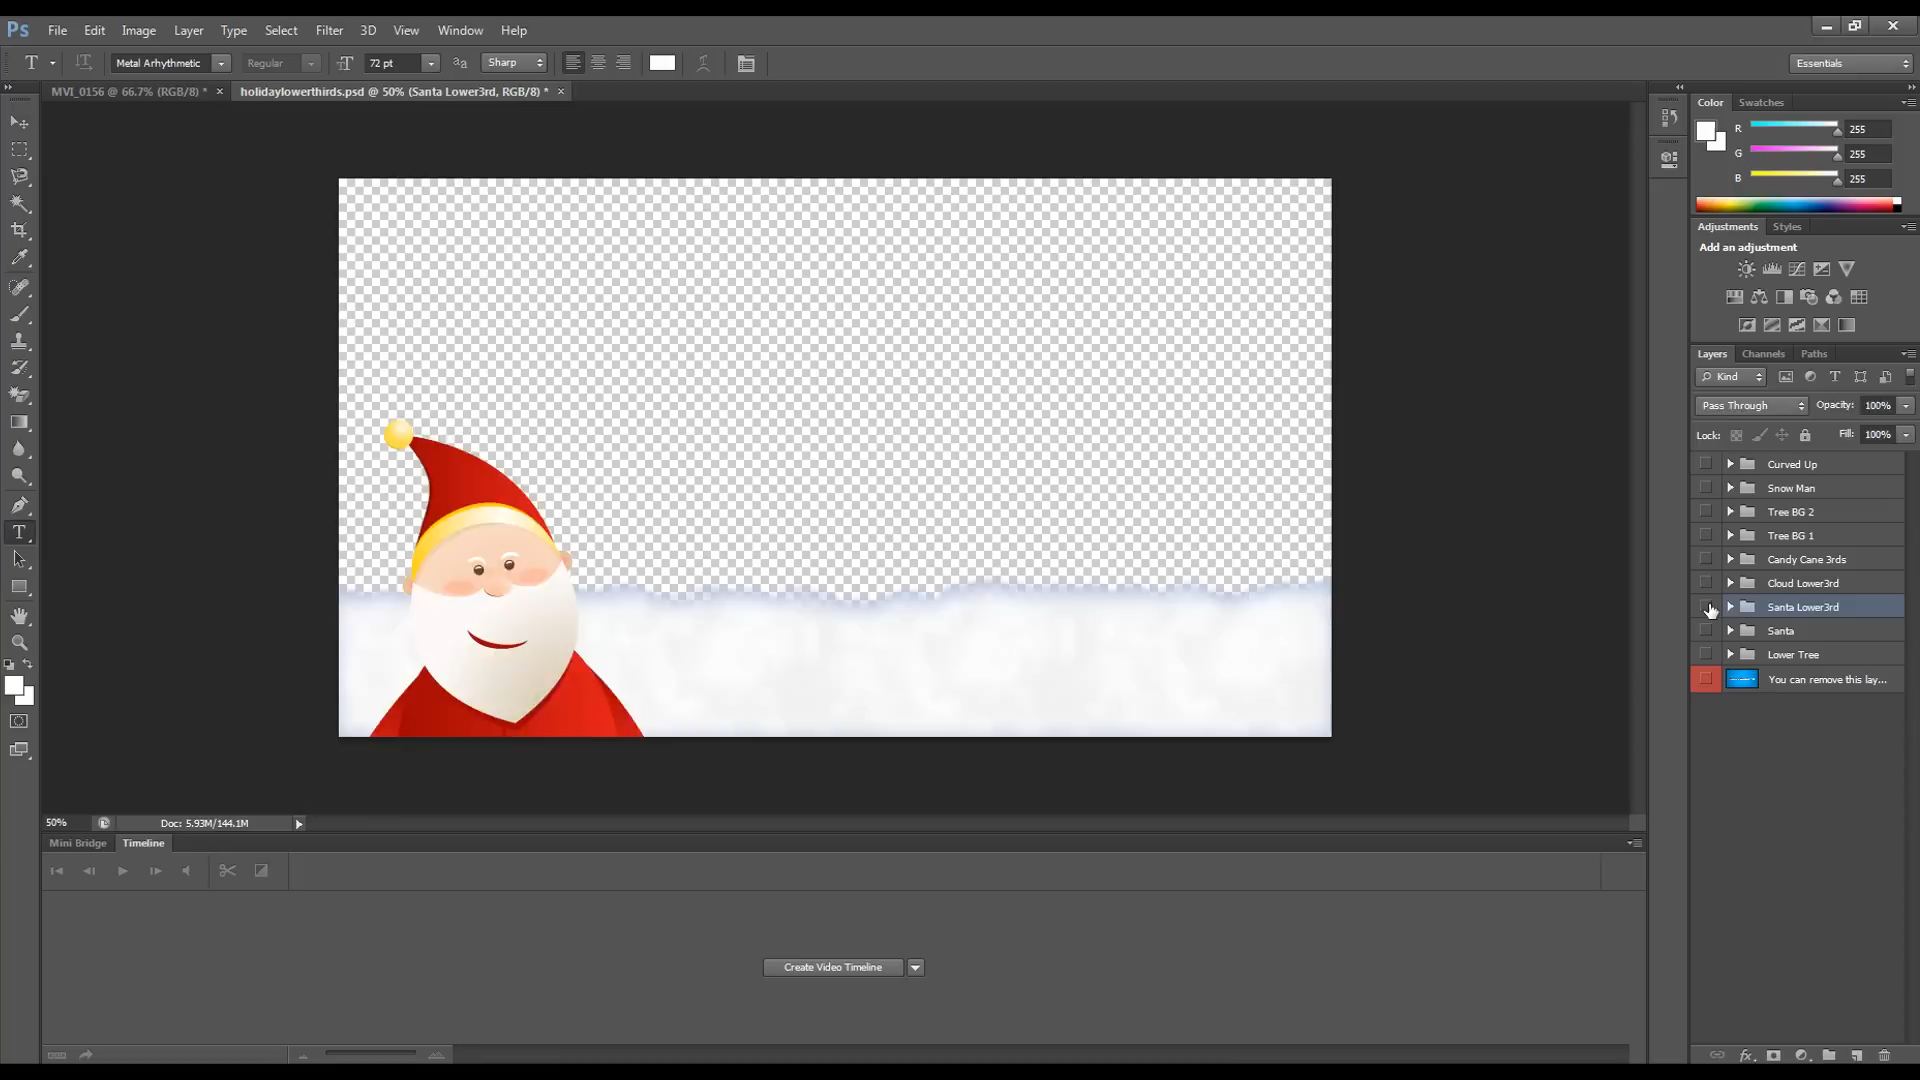 Ps File Edit Image Layer Type Select Filter 3D View Window Help
T Metal Arhythmetic Regular 72 pt Sharp Essentials
MVI_0156 @ 66.7% (RGB/8) * × holidaylowerthirds.psd @ 50% (Santa Lower3rd, RGB/8) * ×
Color Swatches
R 255
G 255
B 255
Adjustments Styles
Add an adjustment
Layers Channels Paths
Kind
Pass Through Opacity: 100%
Lock: Fill: 100%
Curved Up
Snow Man
Tree BG 2
Tree BG 1
Candy Cane 3rds
Cloud Lower3rd
Santa Lower3rd
Santa
Lower Tree
You can remove this lay...
50% Doc: 5.93M/144.1M
Mini Bridge Timeline
Create Video Timeline
fx